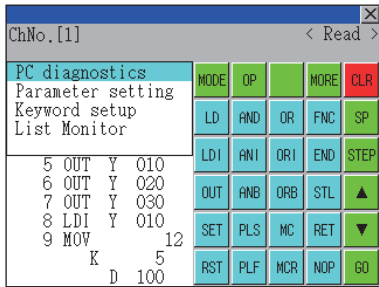 ChNo.[1] < Read >
PC diagnostics
Parameter setting
Keyword setup
List Monitor
5 OUT Y 010
6 OUT Y 020
7 OUT Y 030
8 LDI Y 010
9 MOV 12
K 5
D 100
MODE OP MORE CLR
LD AND OR FNC SP
LDI ANI ORI END STEP
OUT ANB ORB STL ▲
SET PLS MC RET ▼
RST PLF MCR NOP GO